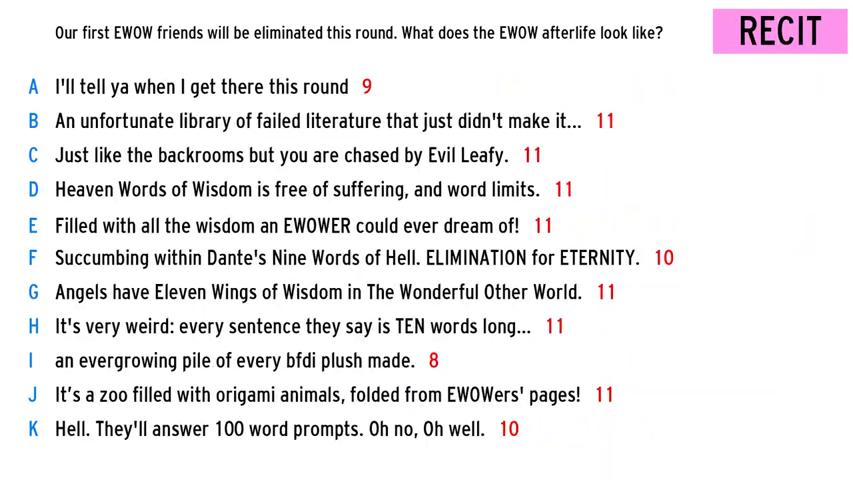 Our first EWOW friends will be eliminated this round. What does the EWOW afterlife look like?
RECIT
A I'll tell ya when I get there this round 9
B An unfortunate library of failed literature that just didn't make it... 11
C Just like the backrooms but you are chased by Evil Leafy. 11
D Heaven Words of Wisdom is free of suffering, and word limits. 11
E Filled with all the wisdom an EWOWER could ever dream of! 11
F Succumbing within Dante's Nine Words of Hell. ELIMINATION for ETERNITY. 10
G Angels have Eleven Wings of Wisdom in The Wonderful Other World. 11
H It's very weird: every sentence they say is TEN words long... 11
I an evergrowing pile of every bfdi plush made. 8
J It’s a zoo filled with origami animals, folded from EWOWers' pages! 11
K Hell. They'll answer 100 word prompts. Oh no, Oh well. 10